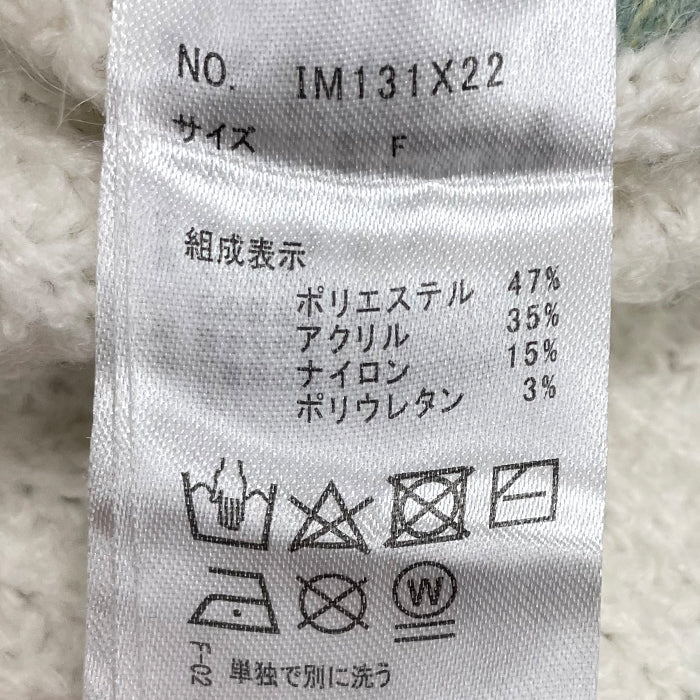 NO. IM131X22
サイズ F
組成表示
ポリエステル 47%
アクリル 35%
ナイロン 15%
ポリウレタン 3%
W
F-02 単独で別に洗う